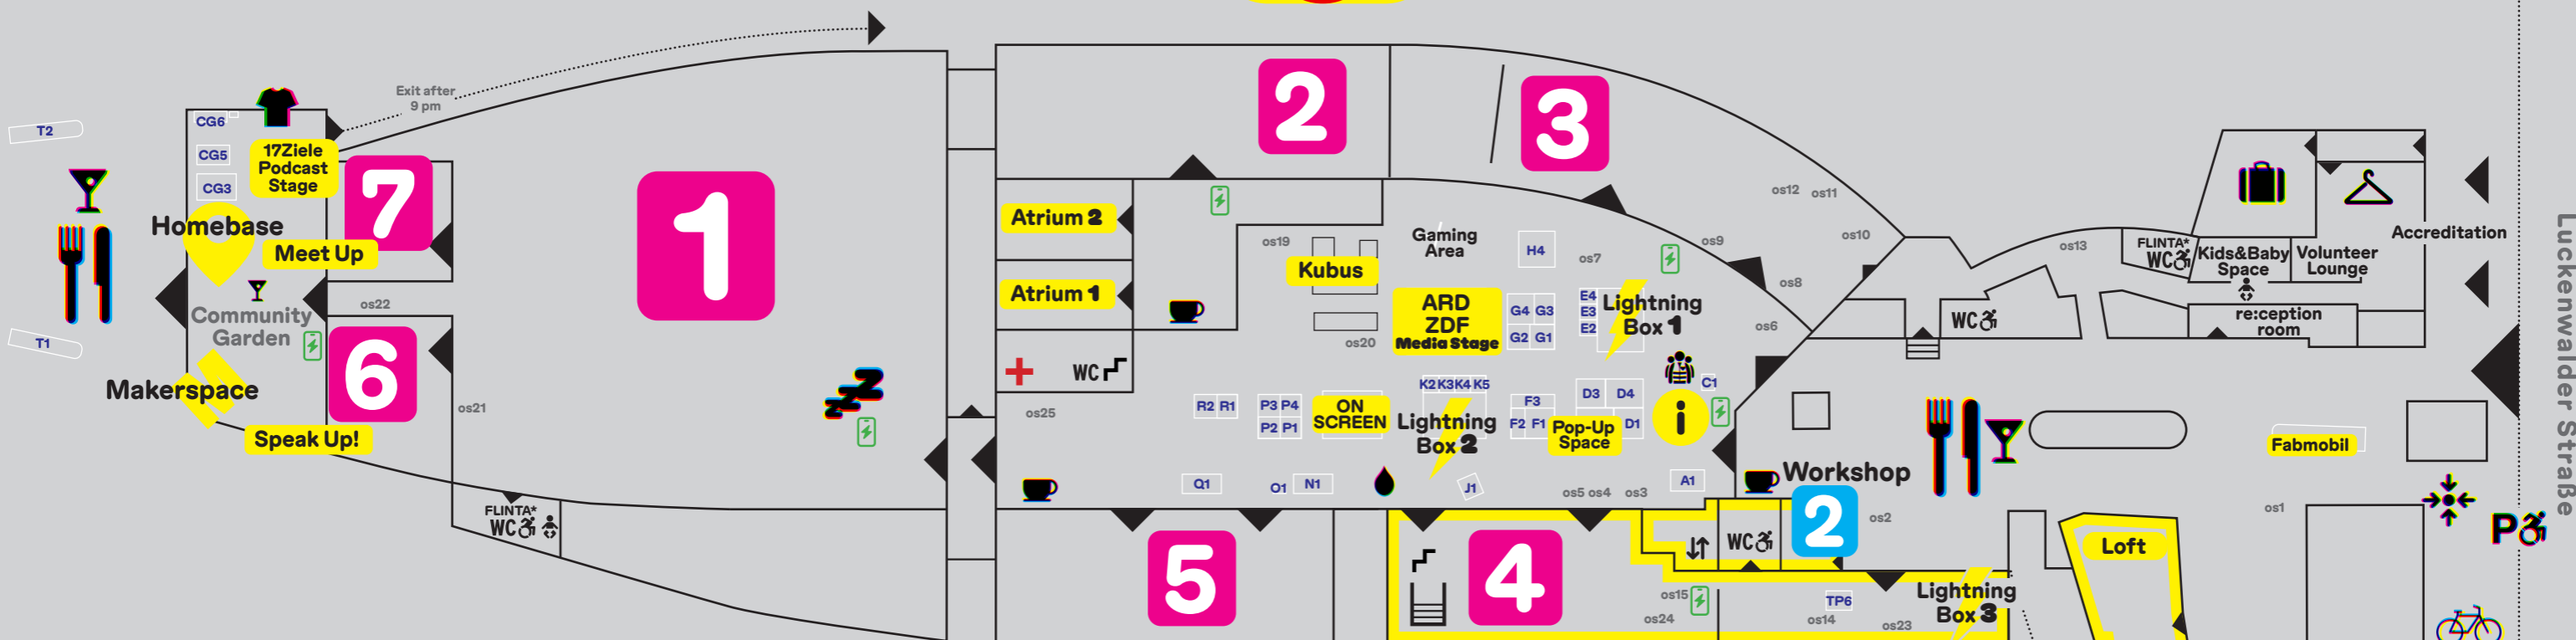 T2
T1
Exit after
9 pm
CG6
CG5
CG3
17Ziele
Podcast
Stage
7
Homebase
Meet Up
Community
Garden
os22
6
Makerspace
Speak Up!
os21
FLINTA*
WC
1
zzz
2
3
Atrium 2
Atrium 1
WC
os25
os19
Kubus
os20
Gaming
Area
H4
os7
ARD
ZDF
Media Stage
G4 G3
G2 G1
E4
E3
E2
Lightning
Box 1
os9
os8
os6
os12
os11
os10
R2 R1
P3 P4
P2 P1
ON
SCREEN
K2 K3 K4 K5
Lightning
Box 2
F3
F2 F1
D3
D4
D1
Pop-Up
Space
C1
i
Q1
O1
N1
J1
os5 os4
os3
A1
5
4
Workshop
2
os2
WC
os15
os24
TP6
os14
os23
Lightning
Box 3
Loft
os13
WC
FLINTA*
WC
Kids&Baby
Space
Volunteer
Lounge
re:ception
room
Accreditation
Fabmobil
os1
P
Luckenwalder Straße